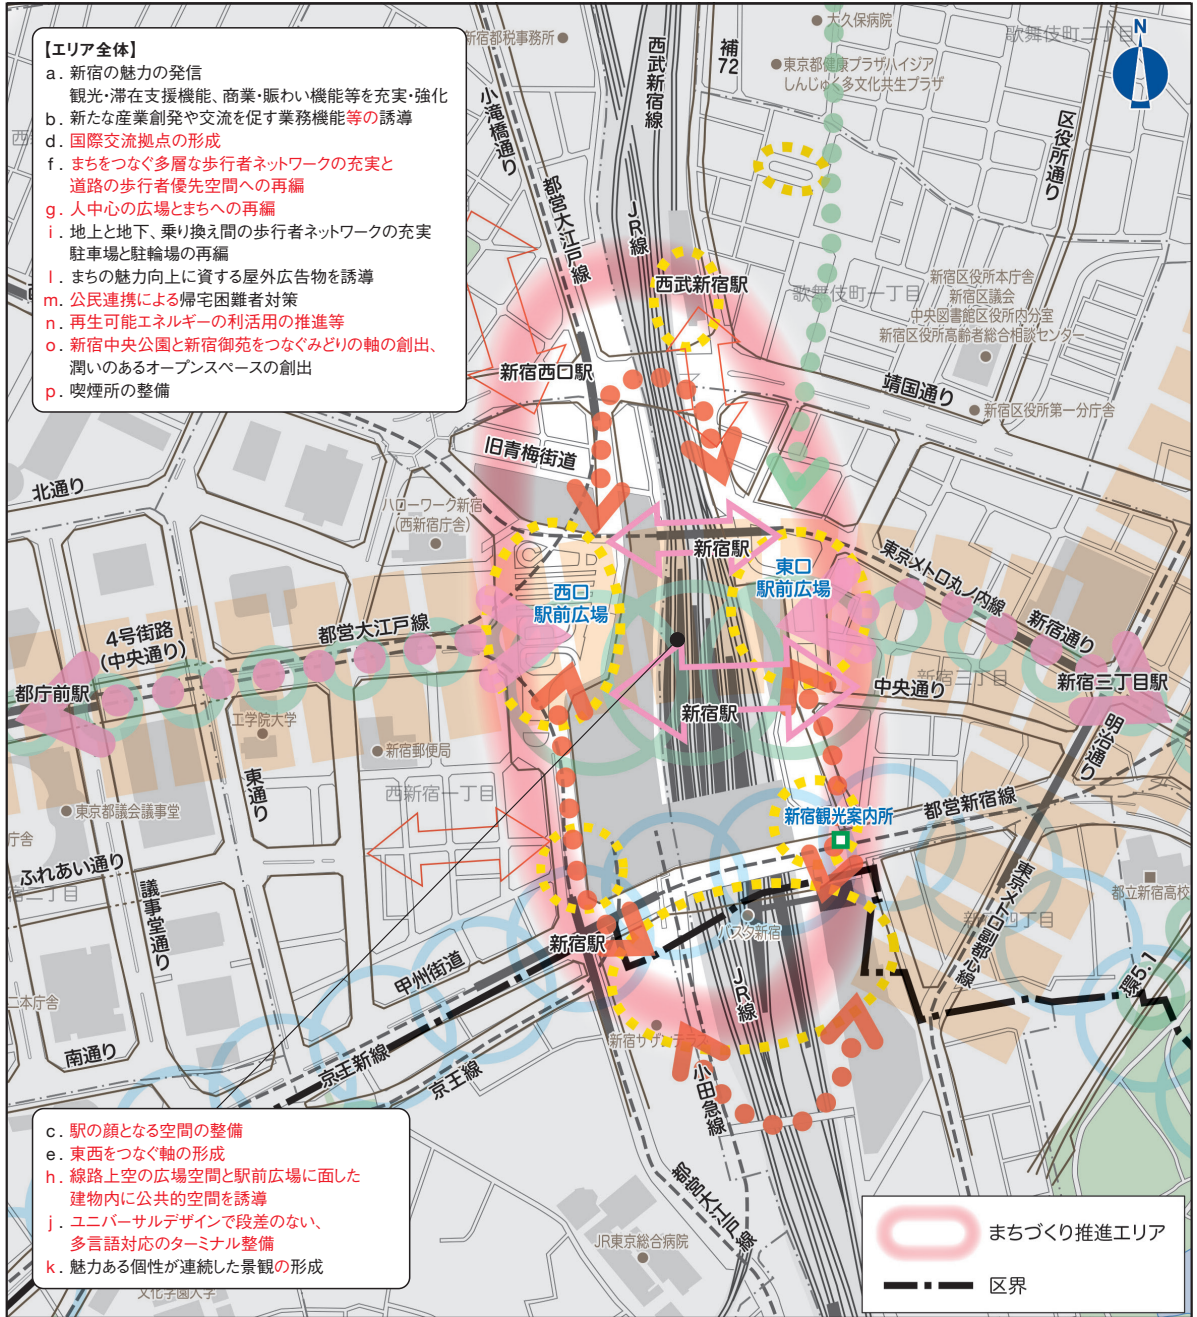 【エリア全体】
a. 新宿の魅力の発信
観光・滞在支援機能、商業・賑わい機能等を充実・強化
b. 新たな産業創発や交流を促す業務機能等の誘導
d. 国際交流拠点の形成
f. まちをつなぐ多層な歩行者ネットワークの充実と
道路の歩行者優先空間への再編
g. 人中心の広場とまちへの再編
i. 地上と地下、乗り換え間の歩行者ネットワークの充実
駐車場と駐輪場の再編
l. まちの魅力向上に資する屋外広告物を誘導
m. 公民連携による帰宅困難者対策
n. 再生可能エネルギーの利活用の推進等
o. 新宿中央公園と新宿御苑をつなぐみどりの軸の創出、
潤いのあるオープンスペースの創出
p. 喫煙所の整備
新宿都税事務所
小滝橋通り
都営大江戸線
西武新宿線
JR線
補72
大久保病院
歌舞伎町二丁目
東京都健康プラザハイジア
しんじゅく多文化共生プラザ
N
区役所通り
西武新宿駅
歌舞伎町一丁目
新宿区役所本庁舎
新宿区議会
中央図書館区役所内分室
新宿区役所高齢者総合相談センター
新宿西口駅
靖国通り
新宿区役所第一分庁舎
旧青梅街道
北通り
ハローワーク新宿
(西新宿庁舎)
新宿駅
西口
駅前広場
東口
駅前広場
東京メトロ丸ノ内線
新宿通り
4号街路
(中央通り)
都営大江戸線
都庁前駅
工学院大学
新宿郵便局
新宿駅
中央通り
新宿三丁目
新宿三丁目駅
明治通り
東通り
西新宿一丁目
東京都議会議事堂
庁舎
ふれあい通り
議事堂通り
新宿観光案内所
都営新宿線
東京メトロ副都心線
都立新宿高校
新宿四丁目
バスタ新宿
新宿駅
甲州街道
二本庁舎
南通り
京王新線
京王線
新宿サザンテラス
JR線
小田急線
環5.1
都営大江戸線
JR東京総合病院
文化学園大学
c. 駅の顔となる空間の整備
e. 東西をつなぐ軸の形成
h. 線路上空の広場空間と駅前広場に面した
建物内に公共的空間を誘導
j. ユニバーサルデザインで段差のない、
多言語対応のターミナル整備
k. 魅力ある個性が連続した景観の形成
まちづくり推進エリア
区界